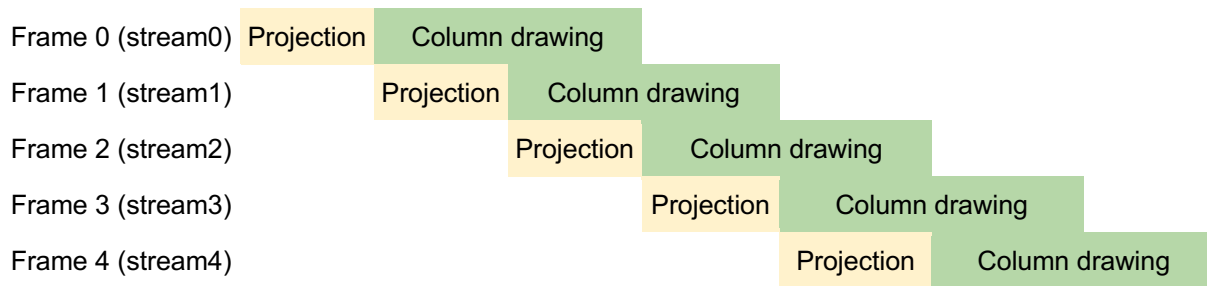 Frame 0 (stream0) Projection Column drawing
Frame 1 (stream1) Projection Column drawing
Frame 2 (stream2) Projection Column drawing
Frame 3 (stream3) Projection Column drawing
Frame 4 (stream4) Projection Column drawing